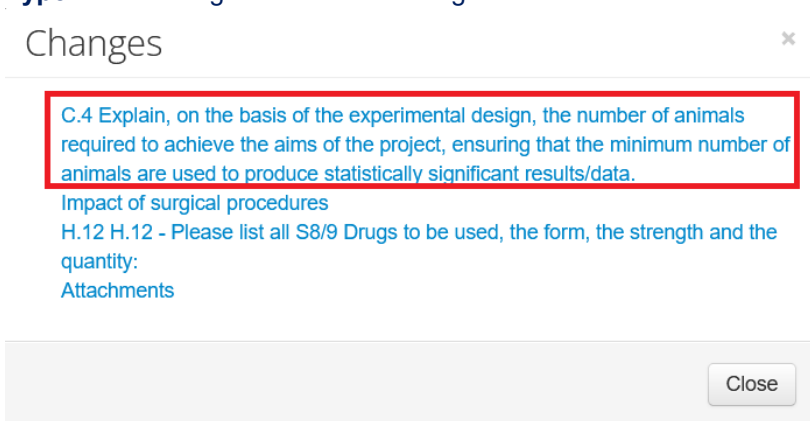 Changes
×
C.4 Explain, on the basis of the experimental design, the number of animals
required to achieve the aims of the project, ensuring that the minimum number of
animals are used to produce statistically significant results/data.
Impact of surgical procedures
H.12 H.12 - Please list all S8/9 Drugs to be used, the form, the strength and the
quantity:
Attachments
Close